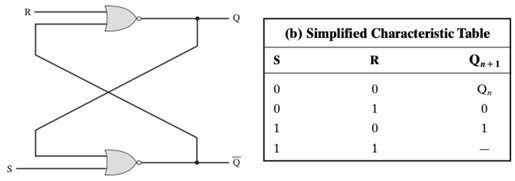 R
Q
S
Q̅
(b) Simplified Characteristic Table
S R Qn+1
0 0 Qn
0 1 0
1 0 1
1 1 —